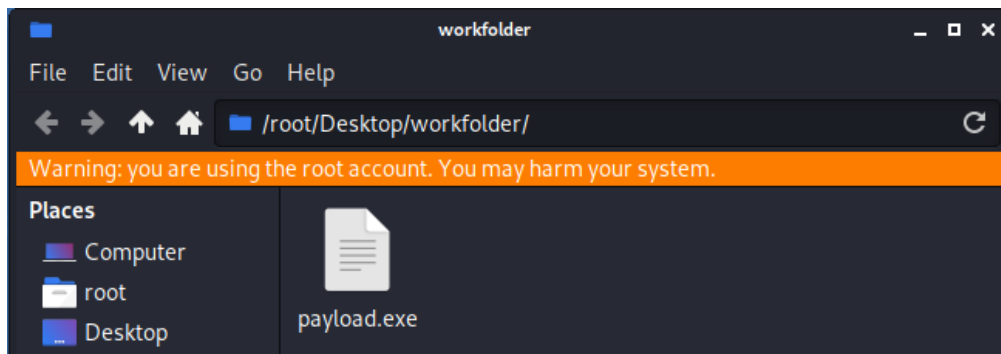 workfolder
File Edit View Go Help
/root/Desktop/workfolder/
Warning: you are using the root account. You may harm your system.
Places
Computer
root
Desktop
payload.exe